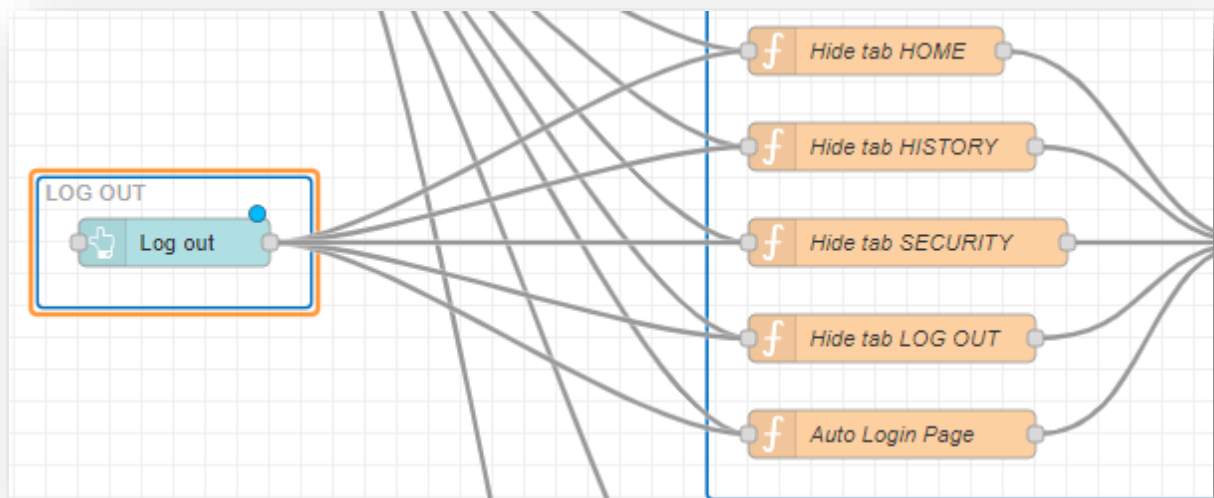 Hide tab HOME
Hide tab HISTORY
LOG OUT
Log out
Hide tab SECURITY
Hide tab LOG OUT
Auto Login Page